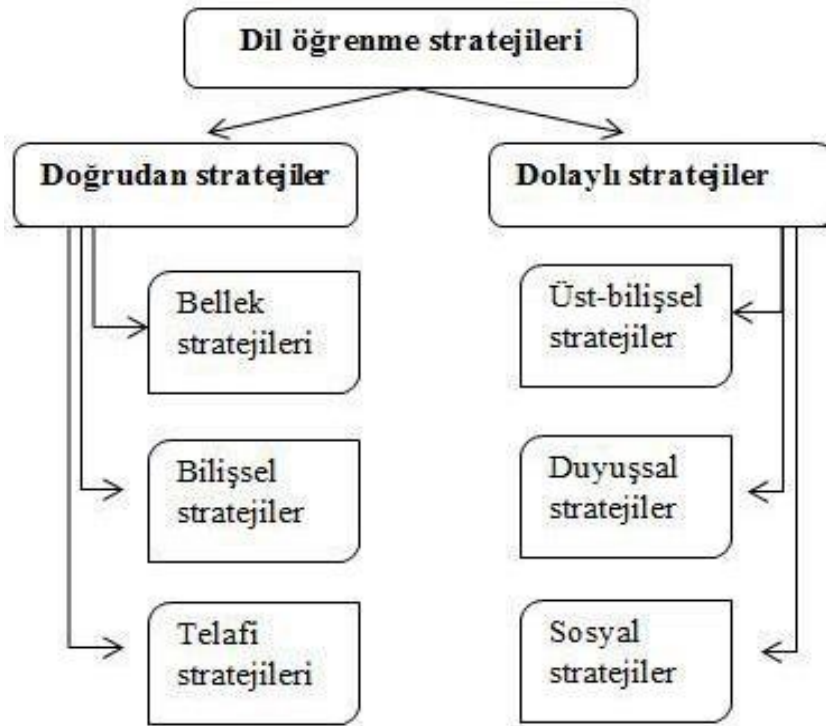 Dil öğrenme stratejileri
Doğrudan stratejiler
Dolaylı stratejiler
Bellek
stratejileri
Üst-bilişsel
stratejiler
Bilişsel
stratejiler
Duyuşsal
stratejiler
Telafi
stratejileri
Sosyal
stratejiler